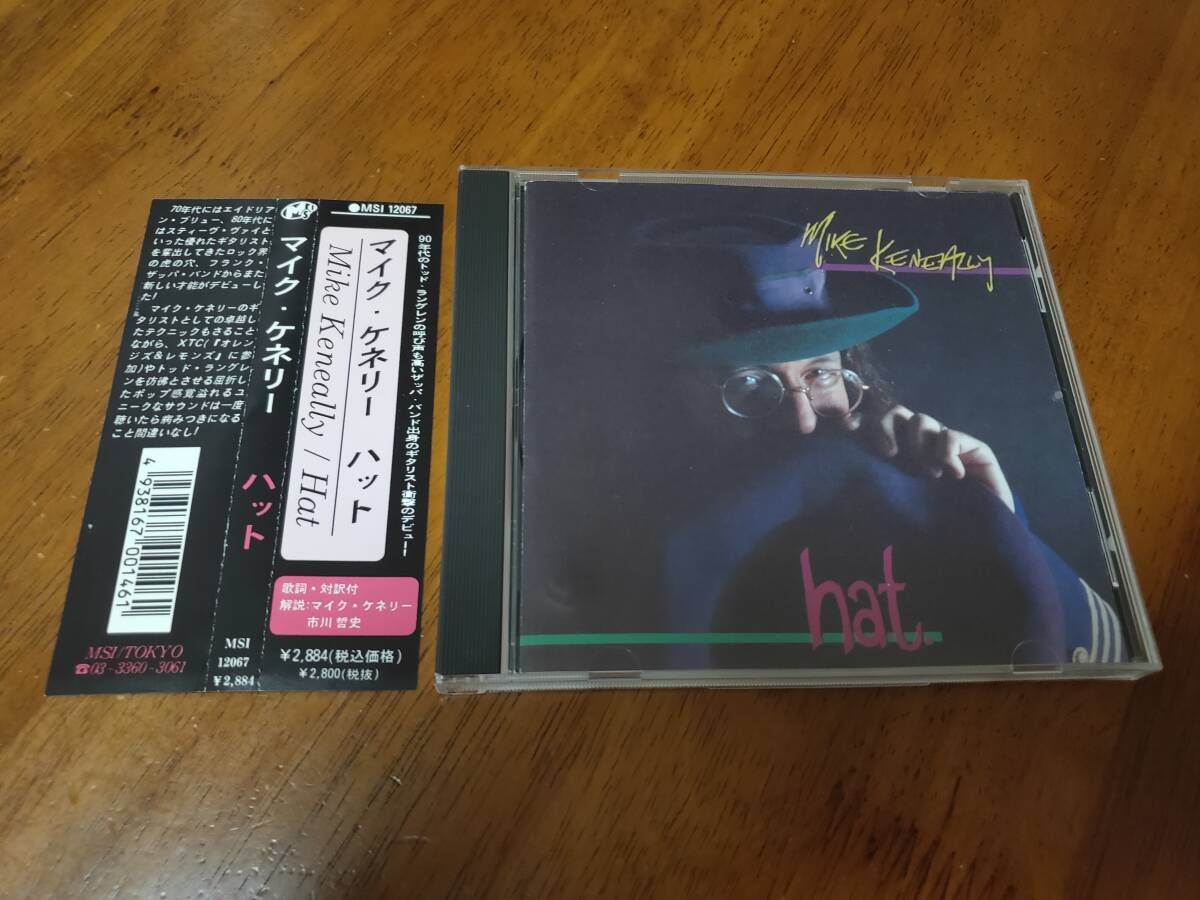 70年代にはエイドリア
ン・ブリュー、80年代に
はスティーヴ・ヴァイと
いった優れたギタリスト
を輩出してきたロック界
の虎の穴、フランク・
ザッパ・バンドからまた
新しい才能がデビューし
た!
マイク・ケネリーのギ
タリストとしての卓越し
たテクニックもさること
ながら、XTC(『オレン
ジズ&レモンズ』に参
加)やトッド・ラングレ
ンを彷彿とさせる屈折し
たポップ感覚溢れるユ
ニークなサウンドは一度
聴いたら病みつきになる
こと間違いなし!
4938167001461
MSI/TOKYO
☎03-3360-3061
マイク・ケネリー
ハット
MSI
12067
¥2,884
●MSI 12067
90年代のトッド・ラングレンの呼び声も高いザッパ・バンド出身のギタリスト衝撃のデビュー!
マイク・ケネリー ハット
Mike Keneally / Hat
歌詞・対訳付
解説:マイク・ケネリー
市川哲史
¥2,884(税込価格)
¥2,800(税抜)
MIKE KENEALLY
hat.